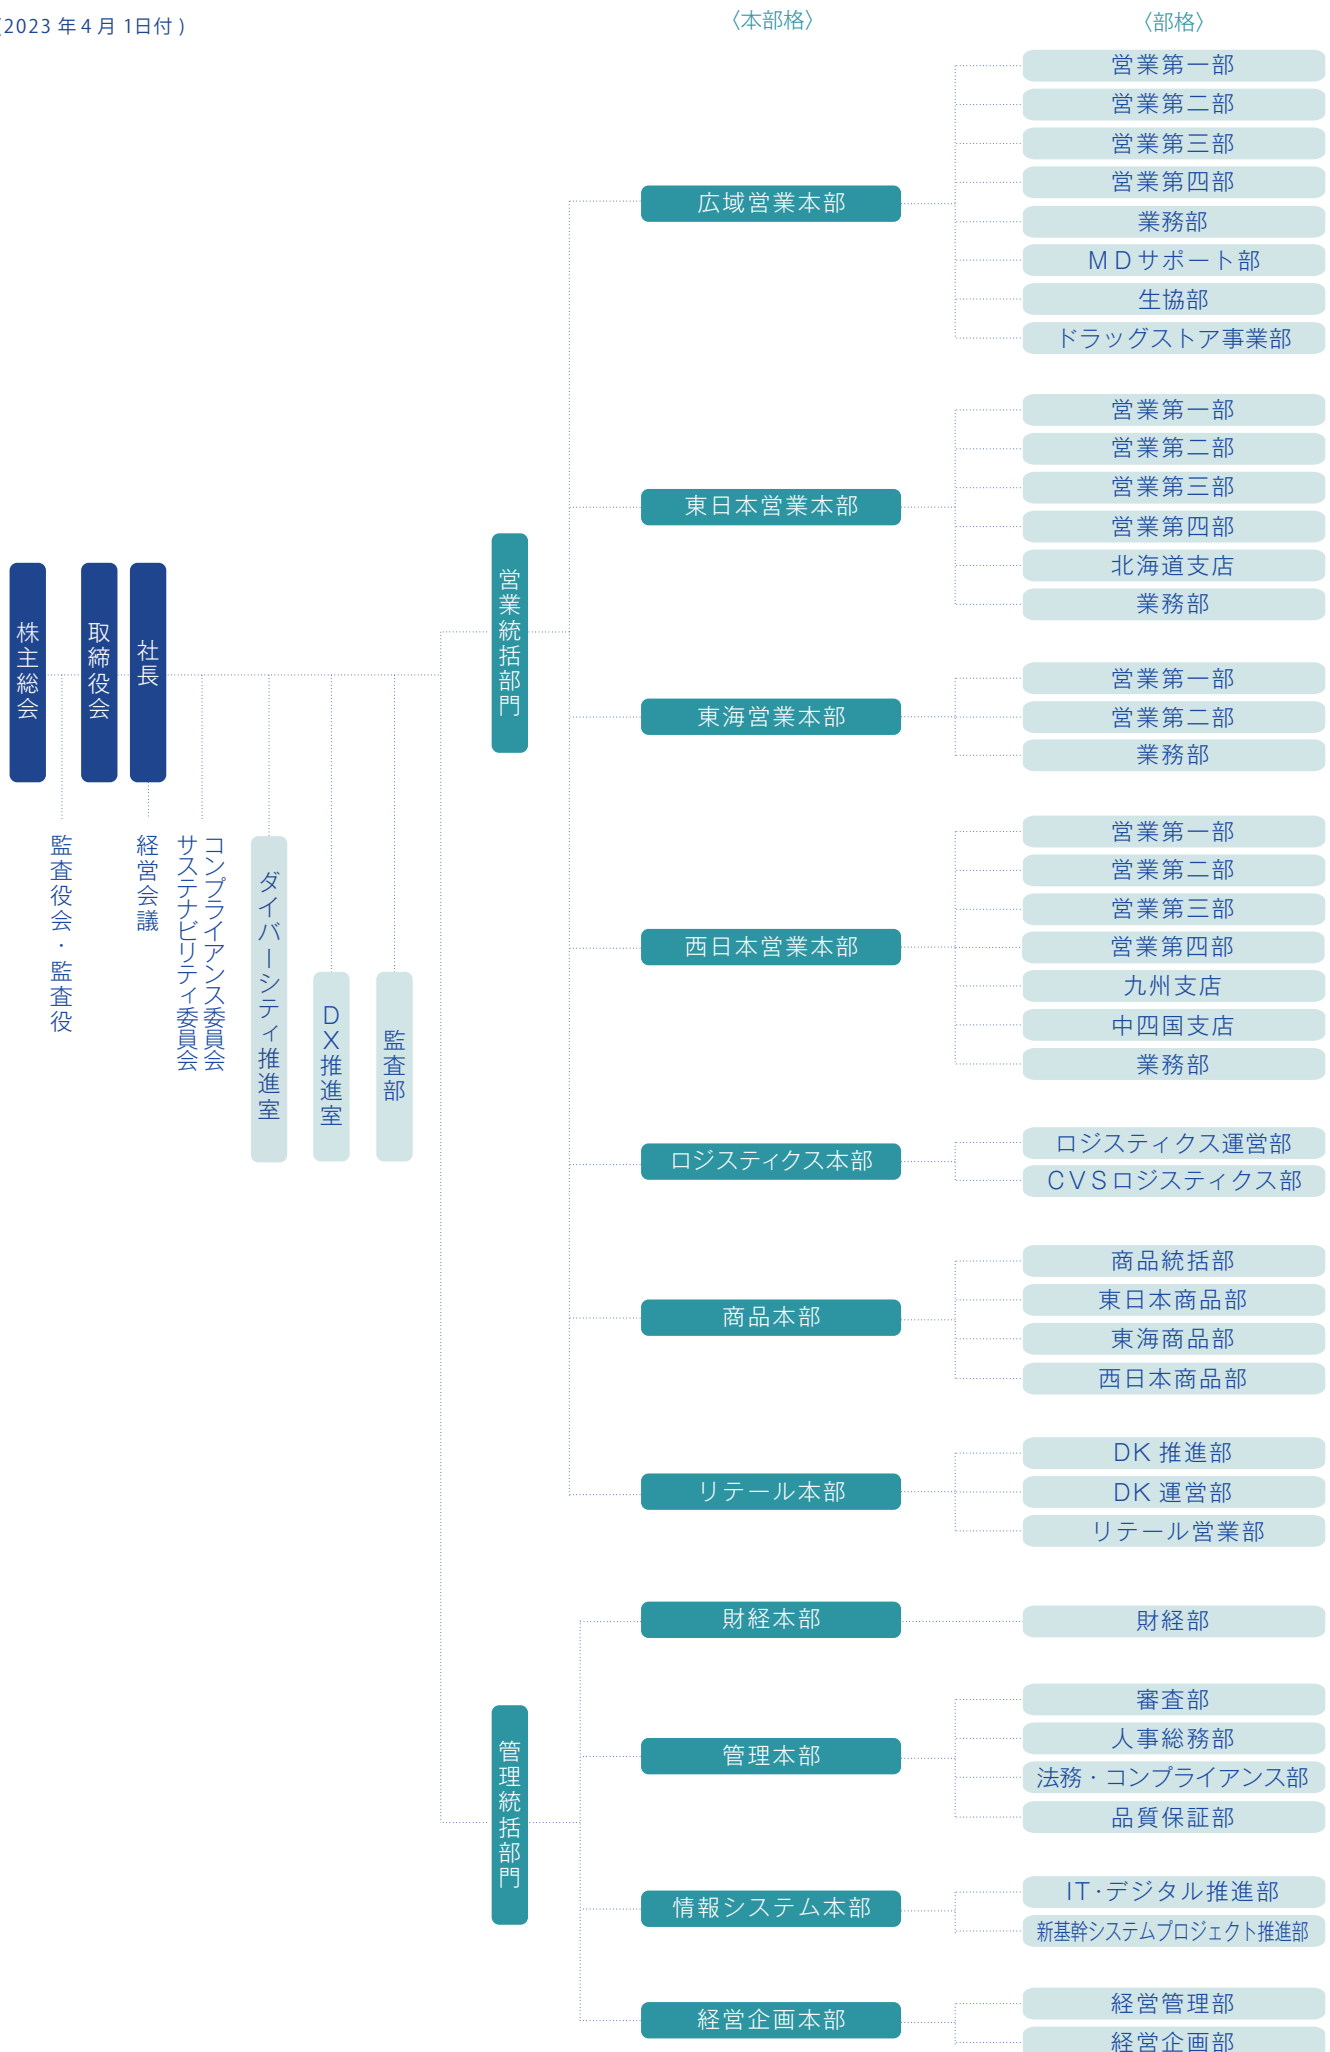 (2023 年 4 月 1日付 )
〈本部格〉
〈部格〉
株主総会
取締役会
社長
監査役会・監査役
経営会議
コンプライアンス委員会
サステナビリティ委員会
ダイバーシティ推進室
DX推進室
監査部
営業統括部門
広域営業本部
営業第一部
営業第二部
営業第三部
営業第四部
業務部
MDサポート部
生協部
ドラッグストア事業部
東日本営業本部
営業第一部
営業第二部
営業第三部
営業第四部
北海道支店
業務部
東海営業本部
営業第一部
営業第二部
業務部
西日本営業本部
営業第一部
営業第二部
営業第三部
営業第四部
九州支店
中四国支店
業務部
ロジスティクス本部
ロジスティクス運営部
CVSロジスティクス部
商品本部
商品統括部
東日本商品部
東海商品部
西日本商品部
リテール本部
DK 推進部
DK 運営部
リテール営業部
管理統括部門
財経本部
財経部
管理本部
審査部
人事総務部
法務・コンプライアンス部
品質保証部
情報システム本部
IT・デジタル推進部
新基幹システムプロジェクト推進部
経営企画本部
経営管理部
経営企画部